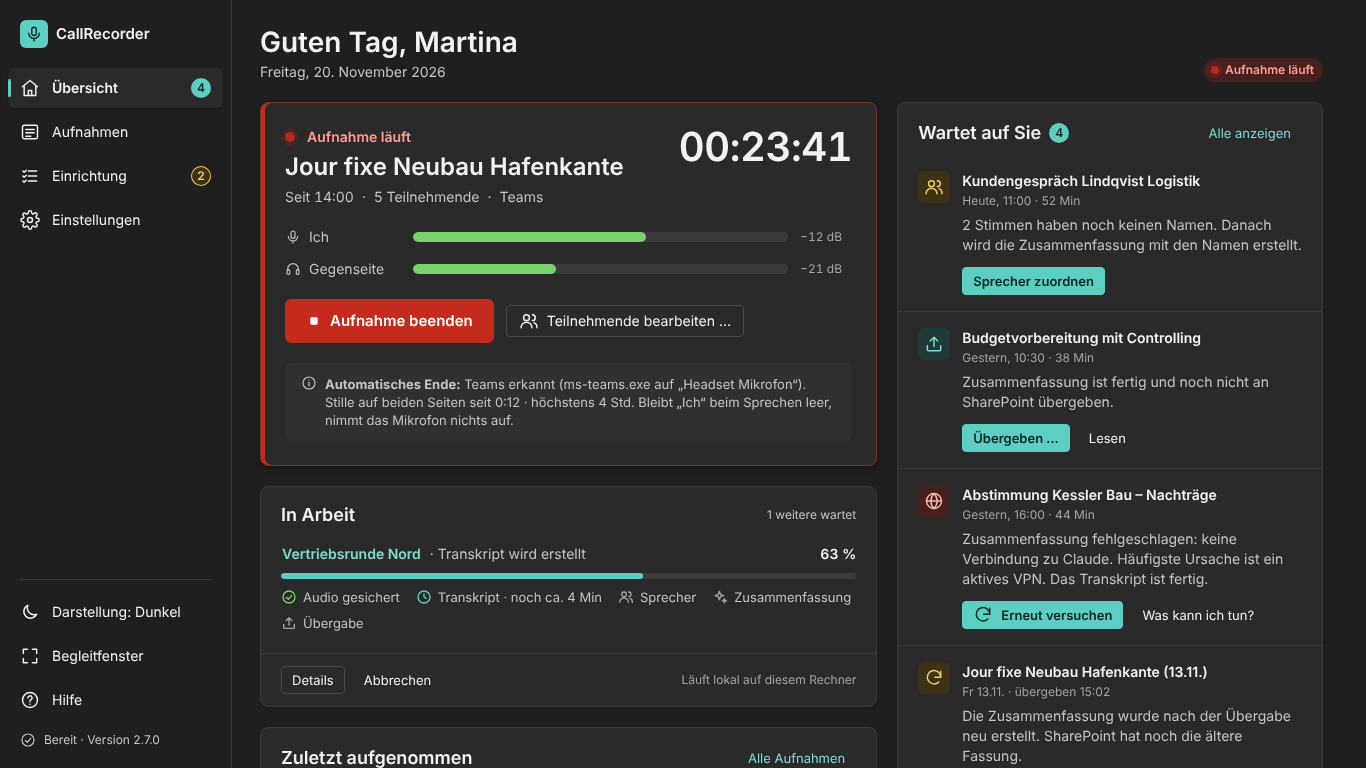 CallRecorder
Übersicht
4
Aufnahmen
Einrichtung
2
Einstellungen
Darstellung: Dunkel
Begleitfenster
Hilfe
Bereit · Version 2.7.0
Guten Tag, Martina
Freitag, 20. November 2026
Aufnahme läuft
Aufnahme läuft
00:23:41
Jour fixe Neubau Hafenkante
Seit 14:00 · 5 Teilnehmende · Teams
Ich
−12 dB
Gegenseite
−21 dB
Aufnahme beenden
Teilnehmende bearbeiten ...
Automatisches Ende: Teams erkannt (ms-teams.exe auf „Headset Mikrofon“).
Stille auf beiden Seiten seit 0:12 · höchstens 4 Std. Bleibt „Ich“ beim Sprechen leer,
nimmt das Mikrofon nichts auf.
In Arbeit
1 weitere wartet
Vertriebsrunde Nord · Transkript wird erstellt
63 %
Audio gesichert
Transkript · noch ca. 4 Min
Sprecher
Zusammenfassung
Übergabe
Details
Abbrechen
Läuft lokal auf diesem Rechner
Zuletzt aufgenommen
Alle Aufnahmen
Wartet auf Sie
4
Alle anzeigen
Kundengespräch Lindqvist Logistik
Heute, 11:00 · 52 Min
2 Stimmen haben noch keinen Namen. Danach
wird die Zusammenfassung mit den Namen erstellt.
Sprecher zuordnen
Budgetvorbereitung mit Controlling
Gestern, 10:30 · 38 Min
Zusammenfassung ist fertig und noch nicht an
SharePoint übergeben.
Übergeben ...
Lesen
Abstimmung Kessler Bau – Nachträge
Gestern, 16:00 · 44 Min
Zusammenfassung fehlgeschlagen: keine
Verbindung zu Claude. Häufigste Ursache ist ein
aktives VPN. Das Transkript ist fertig.
Erneut versuchen
Was kann ich tun?
Jour fixe Neubau Hafenkante (13.11.)
Fr 13.11. · übergeben 15:02
Die Zusammenfassung wurde nach der Übergabe
neu erstellt. SharePoint hat noch die ältere
Fassung.